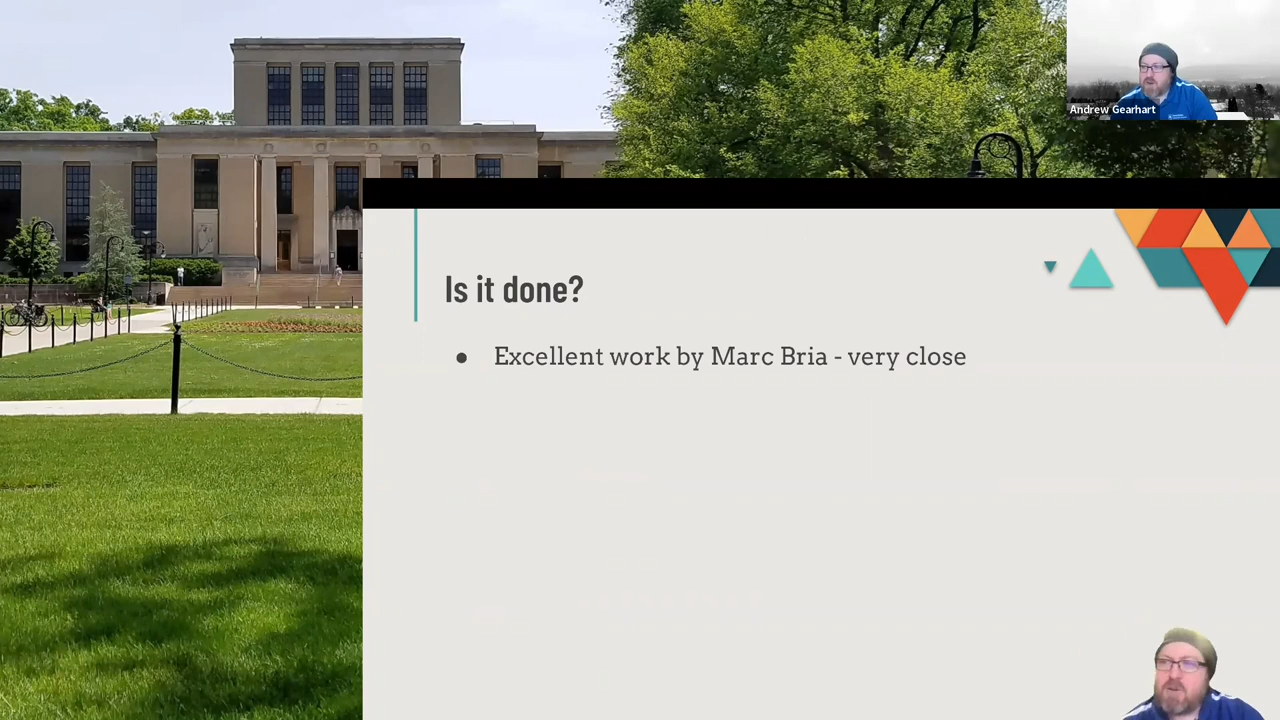 Andrew Gearhart
Is it done?
● Excellent work by Marc Bria - very close